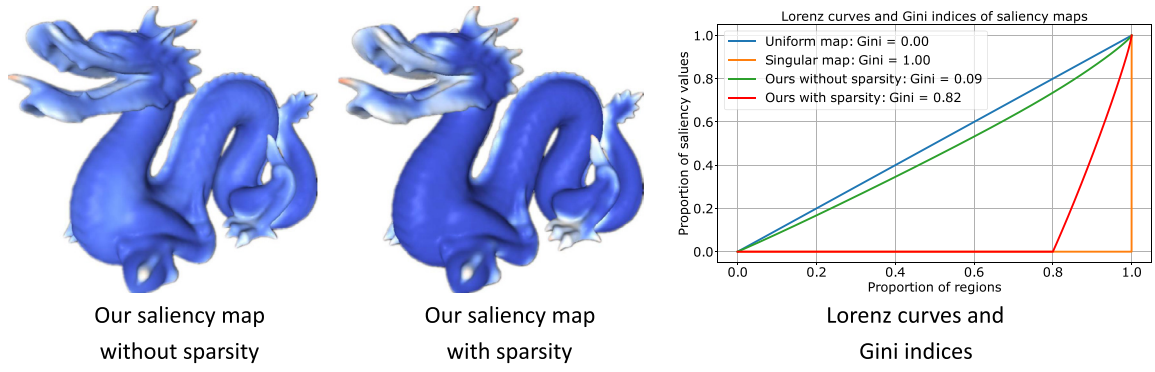 Lorenz curves and Gini indices of saliency maps
Uniform map: Gini = 0.00
Singular map: Gini = 1.00
Ours without sparsity: Gini = 0.09
Ours with sparsity: Gini = 0.82
Proportion of saliency values
1.0
0.8
0.6
0.4
0.2
0.0
0.0 0.2 0.4 0.6 0.8 1.0
Proportion of regions
Our saliency map
without sparsity
Our saliency map
with sparsity
Lorenz curves and
Gini indices